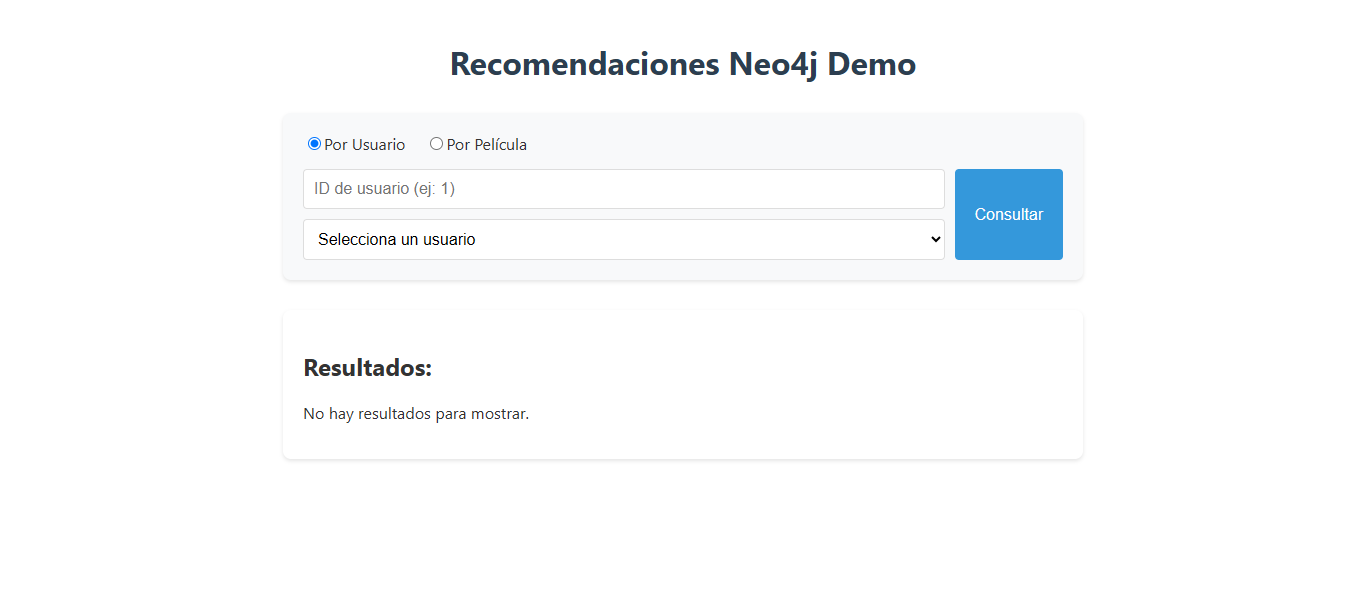 Recomendaciones Neo4j Demo
Por Usuario Por Película
ID de usuario (ej: 1)
Selecciona un usuario
Consultar
Resultados:
No hay resultados para mostrar.